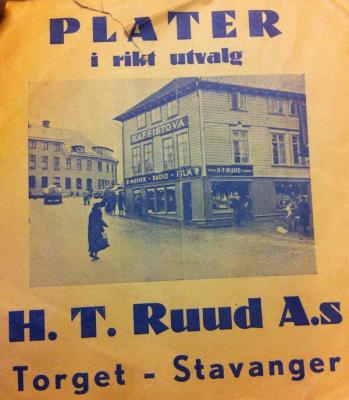 PLATER
i rikt utvalg
KAFFISTOVA
MUSIKK - RADIO - FILM
H·T·RUUD
H. T. Ruud A.s
Torget - Stavanger